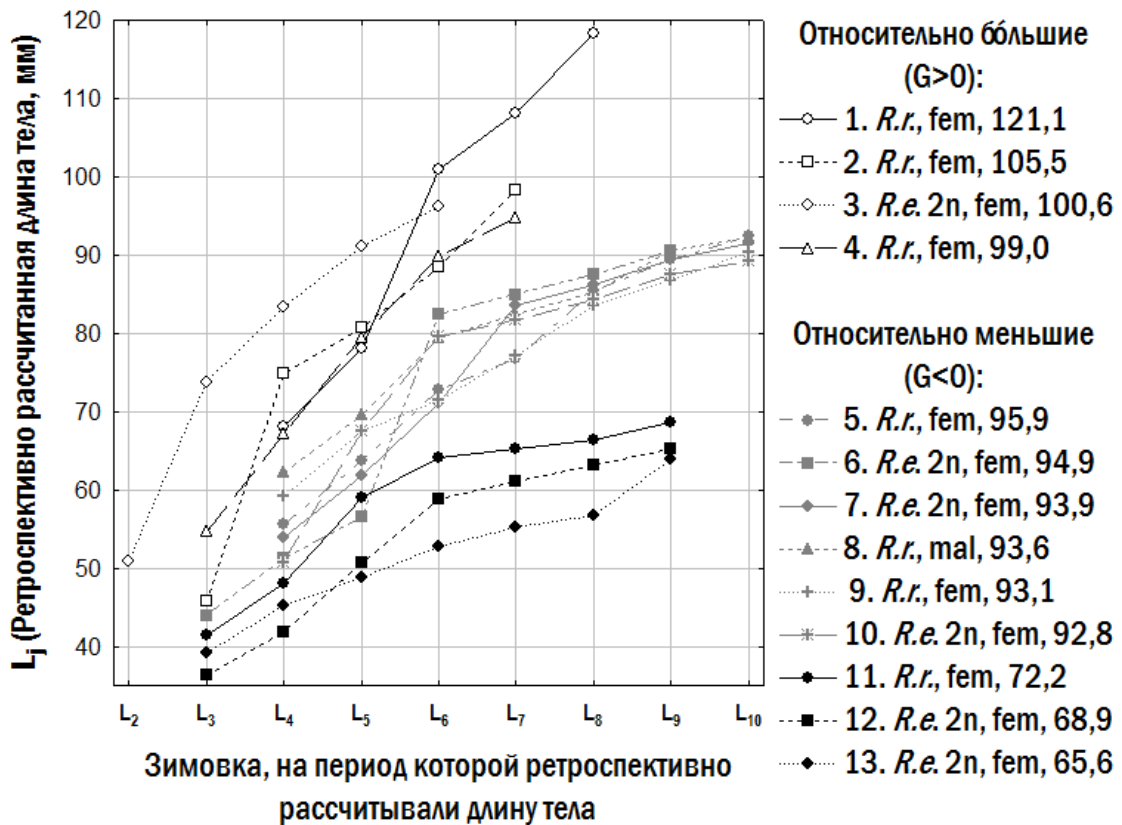 L_j (Ретроспективно рассчитанная длина тела, мм)
120
110
100
90
80
70
60
50
40
L₂ L₃ L₄ L₅ L₆ L₇ L₈ L₉ L₁₀
Зимовка, на период которой ретроспективно
рассчитывали длину тела
Относительно бо́льшие
(G>0):
1. R.r., fem, 121,1
2. R.r., fem, 105,5
3. R.e. 2n, fem, 100,6
4. R.r., fem, 99,0
Относительно меньшие
(G<0):
5. R.r., fem, 95,9
6. R.e. 2n, fem, 94,9
7. R.e. 2n, fem, 93,9
8. R.r., mal, 93,6
9. R.r., fem, 93,1
10. R.e. 2n, fem, 92,8
11. R.r., fem, 72,2
12. R.e. 2n, fem, 68,9
13. R.e. 2n, fem, 65,6